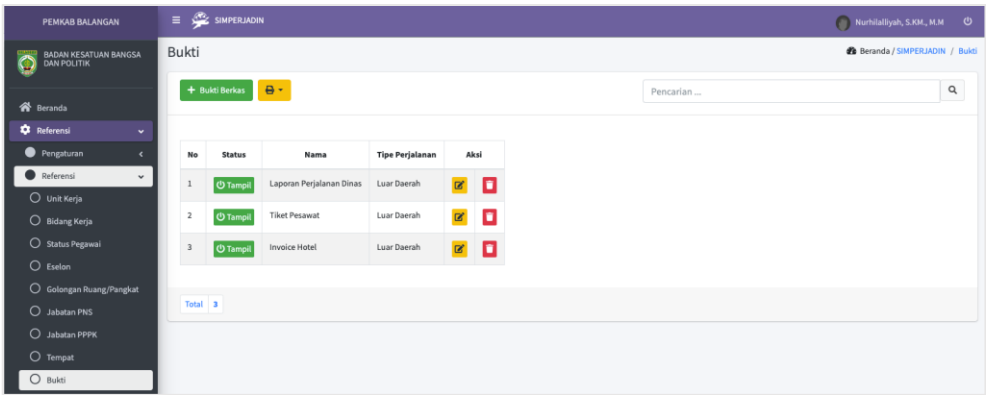 PEMKAB BALANGAN
SIMPERJADIN
Nurhilalliyah, S.KM., M.M
BADAN KESATUAN BANGSA
DAN POLITIK
Bukti
Beranda / SIMPERJADIN / Bukti
Beranda
Referensi
Pengaturan
Referensi
Unit Kerja
Bidang Kerja
Status Pegawai
Eselon
Golongan Ruang/Pangkat
Jabatan PNS
Jabatan PPPK
Tempat
Bukti
+ Bukti Berkas
Pencarian ...
No Status Nama Tipe Perjalanan Aksi
1 Tampil Laporan Perjalanan Dinas Luar Daerah
2 Tampil Tiket Pesawat Luar Daerah
3 Tampil Invoice Hotel Luar Daerah
Total 3